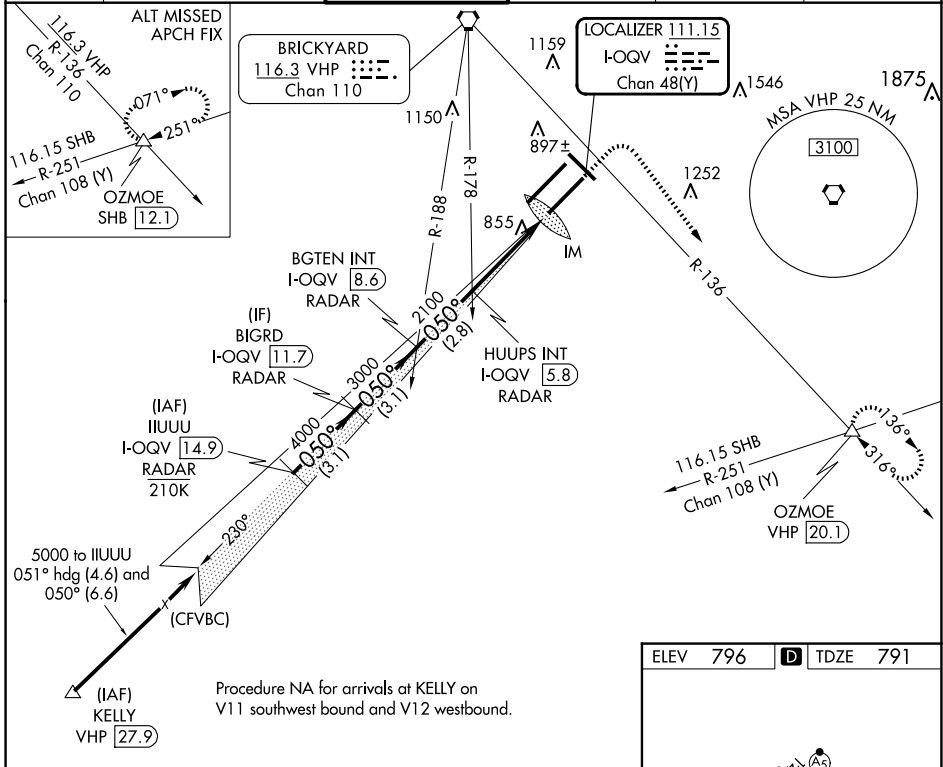 ALT MISSED
APCH FIX
116.3 VHP
R-136
Chan 110
071°
251°
116.15 SHB
R-251
Chan 108 (Y)
OZMOE
SHB 12.1
BRICKYARD
116.3 VHP
Chan 110
LOCALIZER 111.15
I-OQV
Chan 48(Y)
1159
1546
1875
1150
897±
1252
855
MSA VHP 25 NM
3100
R-188
R-178
R-136
IM
BGTEN INT
I-OQV 8.6
RADAR
(IF)
BIGRD
I-OQV 11.7
RADAR
(IAF)
IIUUU
I-OQV 14.9
RADAR
210K
HUUPS INT
I-OQV 5.8
RADAR
2100
050°
(2.8)
3000
050°
(3.1)
4000
050°
(3.1)
230°
5000 to IIUUU
051° hdg (4.6) and
050° (6.6)
(CFVBC)
(IAF)
KELLY
VHP 27.9
Procedure NA for arrivals at KELLY on
V11 southwest bound and V12 westbound.
116.15 SHB
R-251
Chan 108 (Y)
136°
316°
OZMOE
VHP 20.1
ELEV 796 D TDZE 791
A5